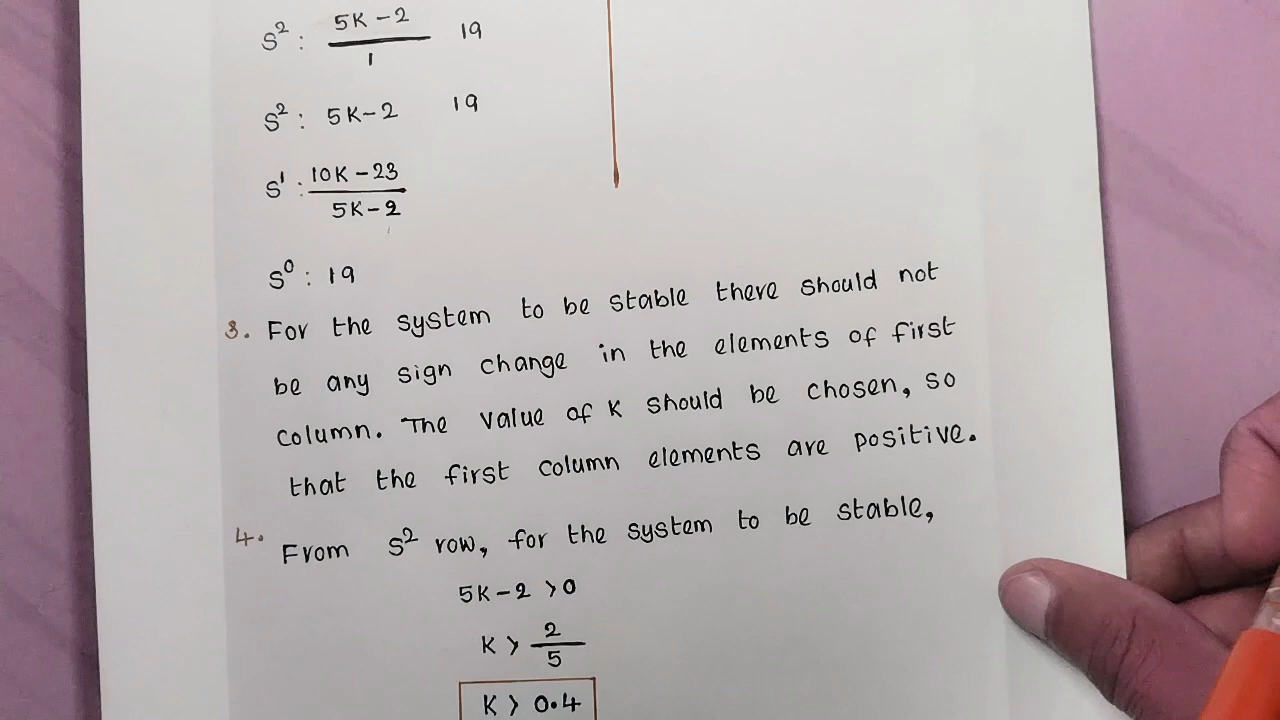 S²: 5K-2 / 1 19
S²: 5K-2 19
S¹: 10K-23 / 5K-2
S⁰: 19
3. For the system to be stable there should not
be any sign change in the elements of first
column. The value of K should be chosen, so
that the first column elements are positive.
4. From S² row, for the system to be stable,
5K-2 > 0
K > 2 / 5
K > 0.4